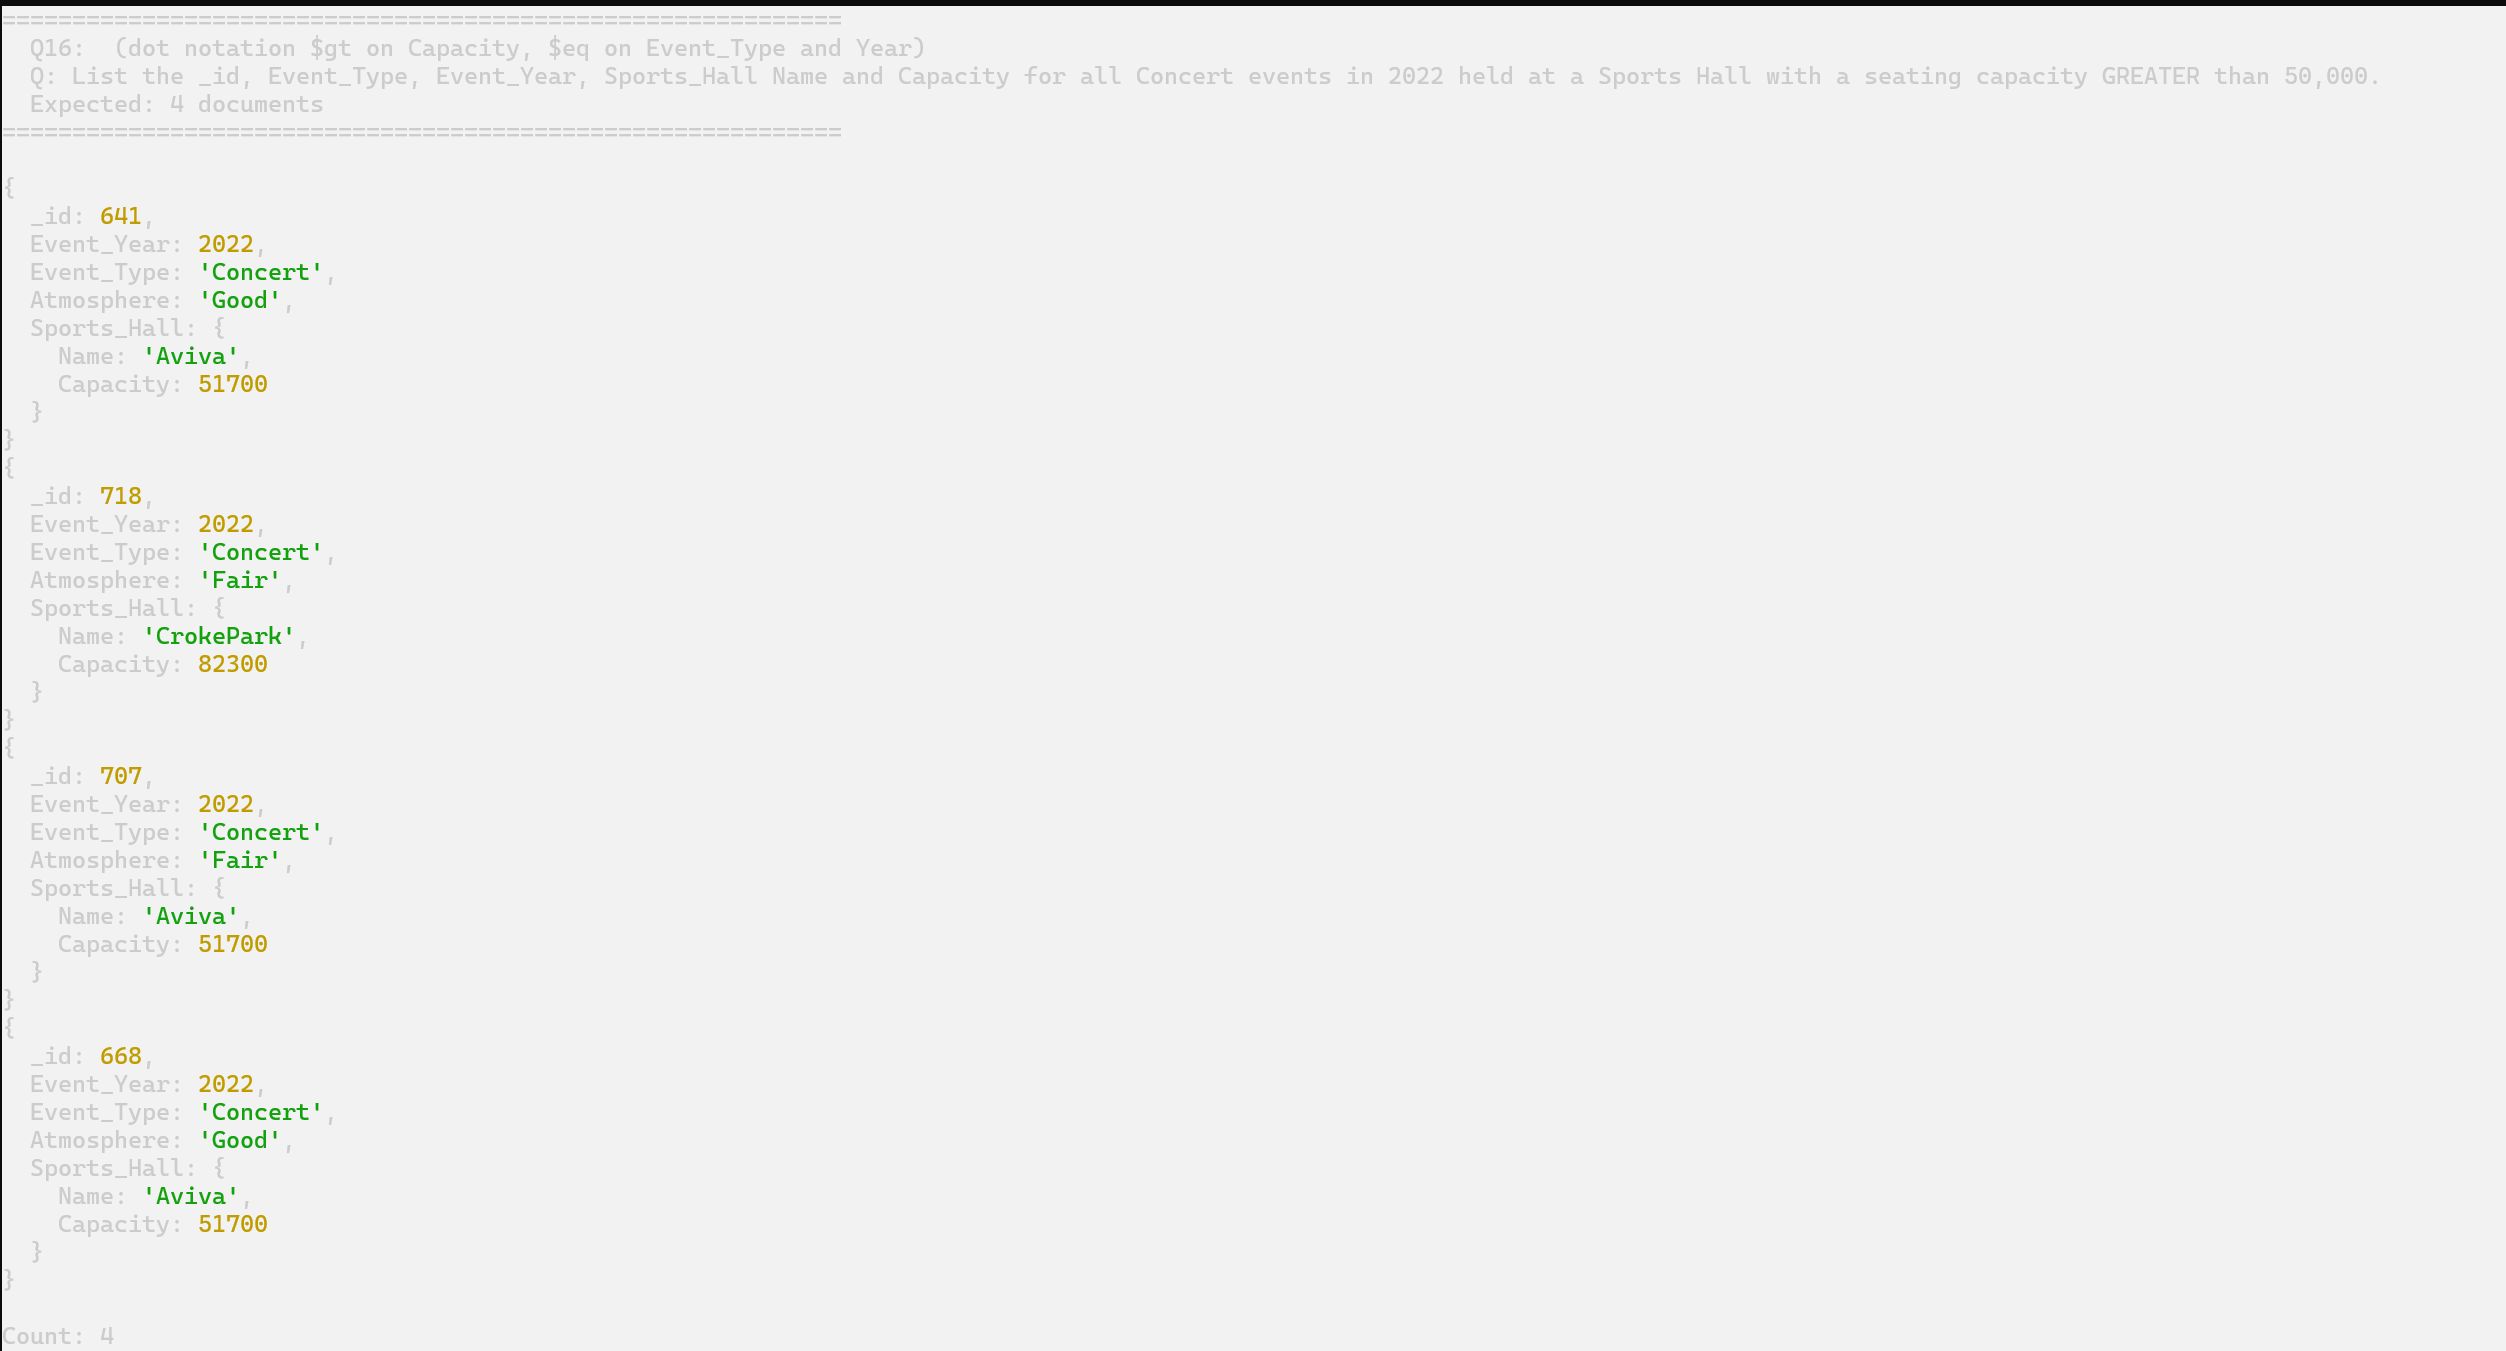 ============================================================
  Q16:  (dot notation $gt on Capacity, $eq on Event_Type and Year)
  Q: List the _id, Event_Type, Event_Year, Sports_Hall Name and Capacity for all Concert events in 2022 held at a Sports Hall with a seating capacity GREATER than 50,000.
  Expected: 4 documents
============================================================
{
  _id: 641,
  Event_Year: 2022,
  Event_Type: 'Concert',
  Atmosphere: 'Good',
  Sports_Hall: {
    Name: 'Aviva',
    Capacity: 51700
  }
}
{
  _id: 718,
  Event_Year: 2022,
  Event_Type: 'Concert',
  Atmosphere: 'Fair',
  Sports_Hall: {
    Name: 'CrokePark',
    Capacity: 82300
  }
}
{
  _id: 707,
  Event_Year: 2022,
  Event_Type: 'Concert',
  Atmosphere: 'Fair',
  Sports_Hall: {
    Name: 'Aviva',
    Capacity: 51700
  }
}
{
  _id: 668,
  Event_Year: 2022,
  Event_Type: 'Concert',
  Atmosphere: 'Good',
  Sports_Hall: {
    Name: 'Aviva',
    Capacity: 51700
  }
}
Count: 4